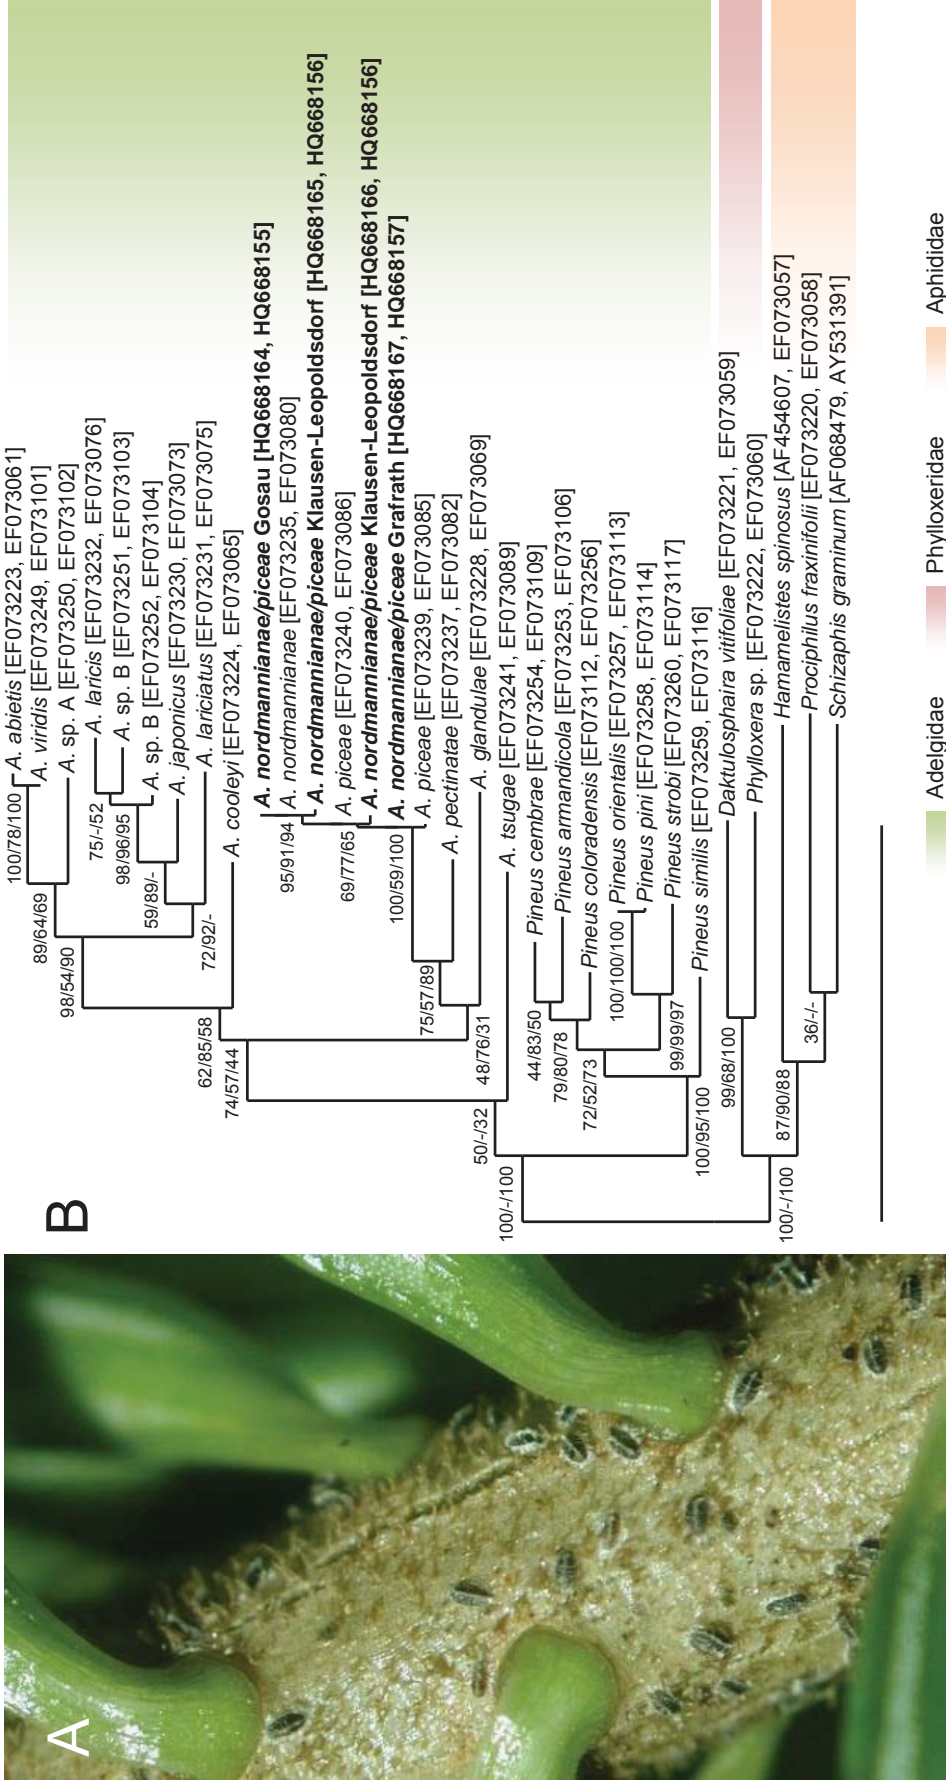 A
B
A. abietis [EF073223, EF073061]
A. viridis [EF073249, EF073101]
A. sp. A [EF073250, EF073102]
A. laricis [EF073232, EF073076]
A. sp. B [EF073251, EF073103]
A. sp. B [EF073252, EF073104]
A. japonicus [EF073230, EF073073]
A. lariciatus [EF073231, EF073075]
A. cooleyi [EF073224, EF073065]
A. nordmannianae/piceae Gosau [HQ668164, HQ668155]
A. nordmannianae [EF073235, EF073080]
A. nordmannianae/piceae Klausen-Leopoldsdorf [HQ668165, HQ668156]
A. piceae [EF073240, EF073086]
A. nordmannianae/piceae Klausen-Leopoldsdorf [HQ668166, HQ668156]
A. nordmannianae/piceae Grafrath [HQ668167, HQ668157]
A. piceae [EF073239, EF073085]
A. pectinatae [EF073237, EF073082]
A. glandulae [EF073228, EF073069]
A. tsugae [EF073241, EF073089]
Pineus cembrae [EF073254, EF073109]
Pineus armandicola [EF073253, EF073106]
Pineus coloradensis [EF073112, EF073256]
Pineus orientalis [EF073257, EF073113]
Pineus pini [EF073258, EF073114]
Pineus strobi [EF073260, EF073117]
Pineus similis [EF073259, EF073116]
Daktulosphaira vitifoliae [EF073221, EF073059]
Phylloxera sp. [EF073222, EF073060]
Hamamelistes spinosus [AF454607, EF073057]
Prociphilus fraxinifolii [EF073220, EF073058]
Schizaphis graminum [AF068479, AY531391]
100/78/100
89/64/69
98/54/90
75/-/52
98/96/95
59/89/-
72/92/-
62/85/58
74/57/44
95/91/94
69/77/65
100/59/100
75/57/89
48/76/31
50/-/32
100/-/100
44/83/50
79/80/78
72/52/73
100/100/100
99/99/97
100/95/100
99/68/100
87/90/88
36/-/-
100/-/100
Adelgidae
Phylloxeridae
Aphididae